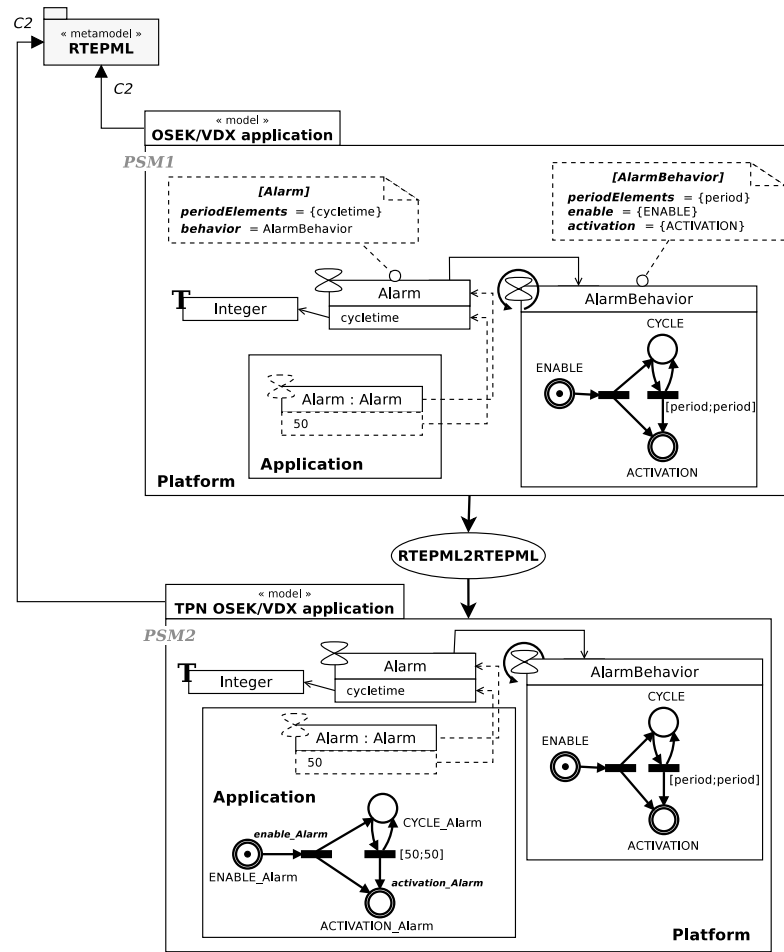 C2
« metamodel »
RTEPML
C2
« model »
OSEK/VDX application
PSM1
[Alarm]
periodElements = {cycletime}
behavior = AlarmBehavior
[AlarmBehavior]
periodElements = {period}
enable = {ENABLE}
activation = {ACTIVATION}
T
Integer
Alarm
cycletime
AlarmBehavior
CYCLE
ENABLE
[period;period]
ACTIVATION
Alarm : Alarm
50
Application
Platform
RTEPML2RTEPML
« model »
TPN OSEK/VDX application
PSM2
T
Integer
Alarm
cycletime
AlarmBehavior
CYCLE
ENABLE
[period;period]
ACTIVATION
Alarm : Alarm
50
Application
enable_Alarm
CYCLE_Alarm
[50;50]
ENABLE_Alarm
activation_Alarm
ACTIVATION_Alarm
Platform